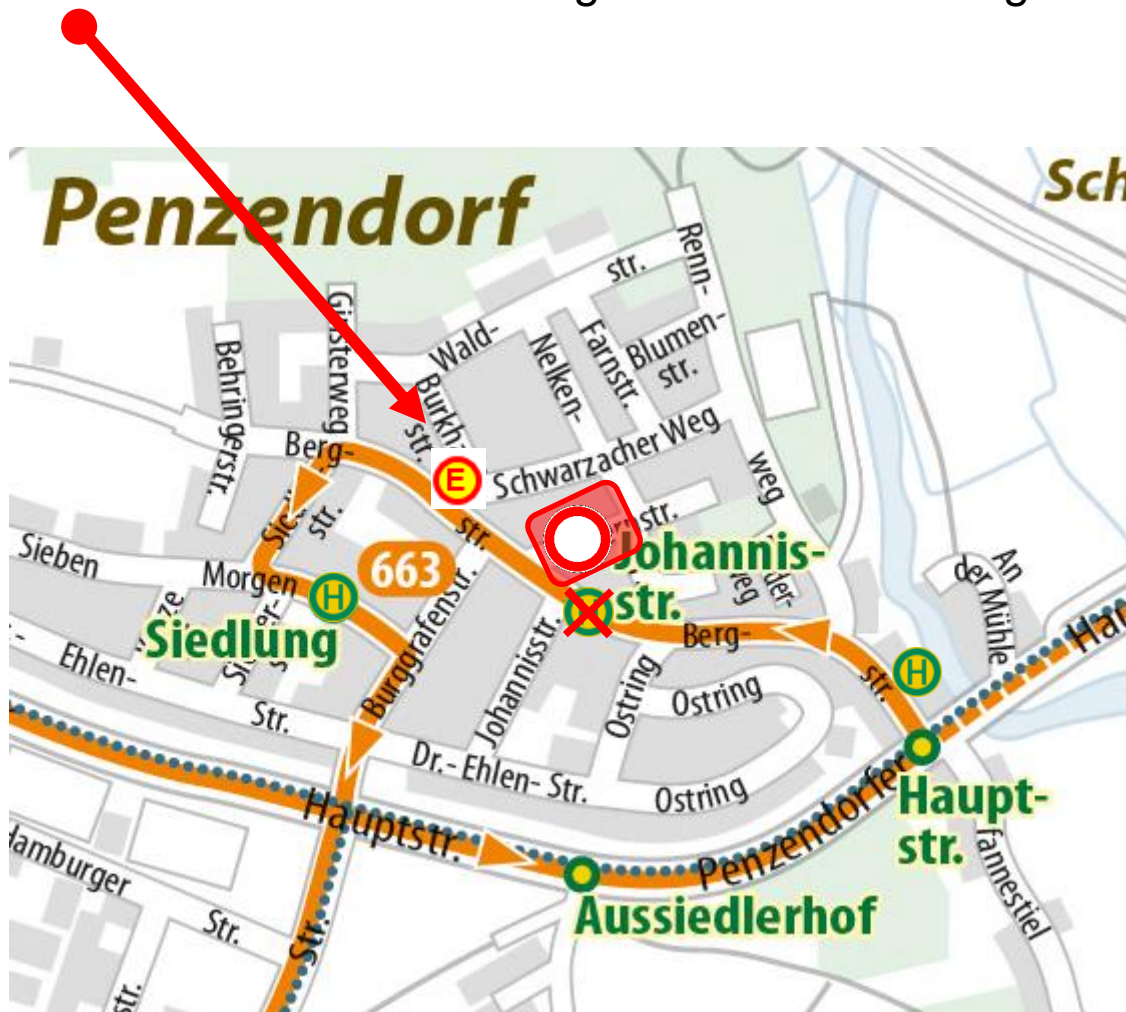 Penzendorf
Sch
Renn-
weg
str.
Wald-
Ginsterweg
Behringerstr.
Nelken-
Farnstr.
Blumen-
str.
str.
Berg-
E
Schwarzacher Weg
str.
str.
Sieben
Morgen
663
H
Siedlung
Johannis-
str.
weg
Berg-
str.
H
An
der Mühle
Ehlen-
Str.
Burggrafenstr.
Johannisstr.
Ostring
Ostring
Ostring
Dr.- Ehlen- Str.
Hauptstr.
Penzendorfer
Haupt-
str.
Hau
Aussiedlerhof
Str.
Str.
str.